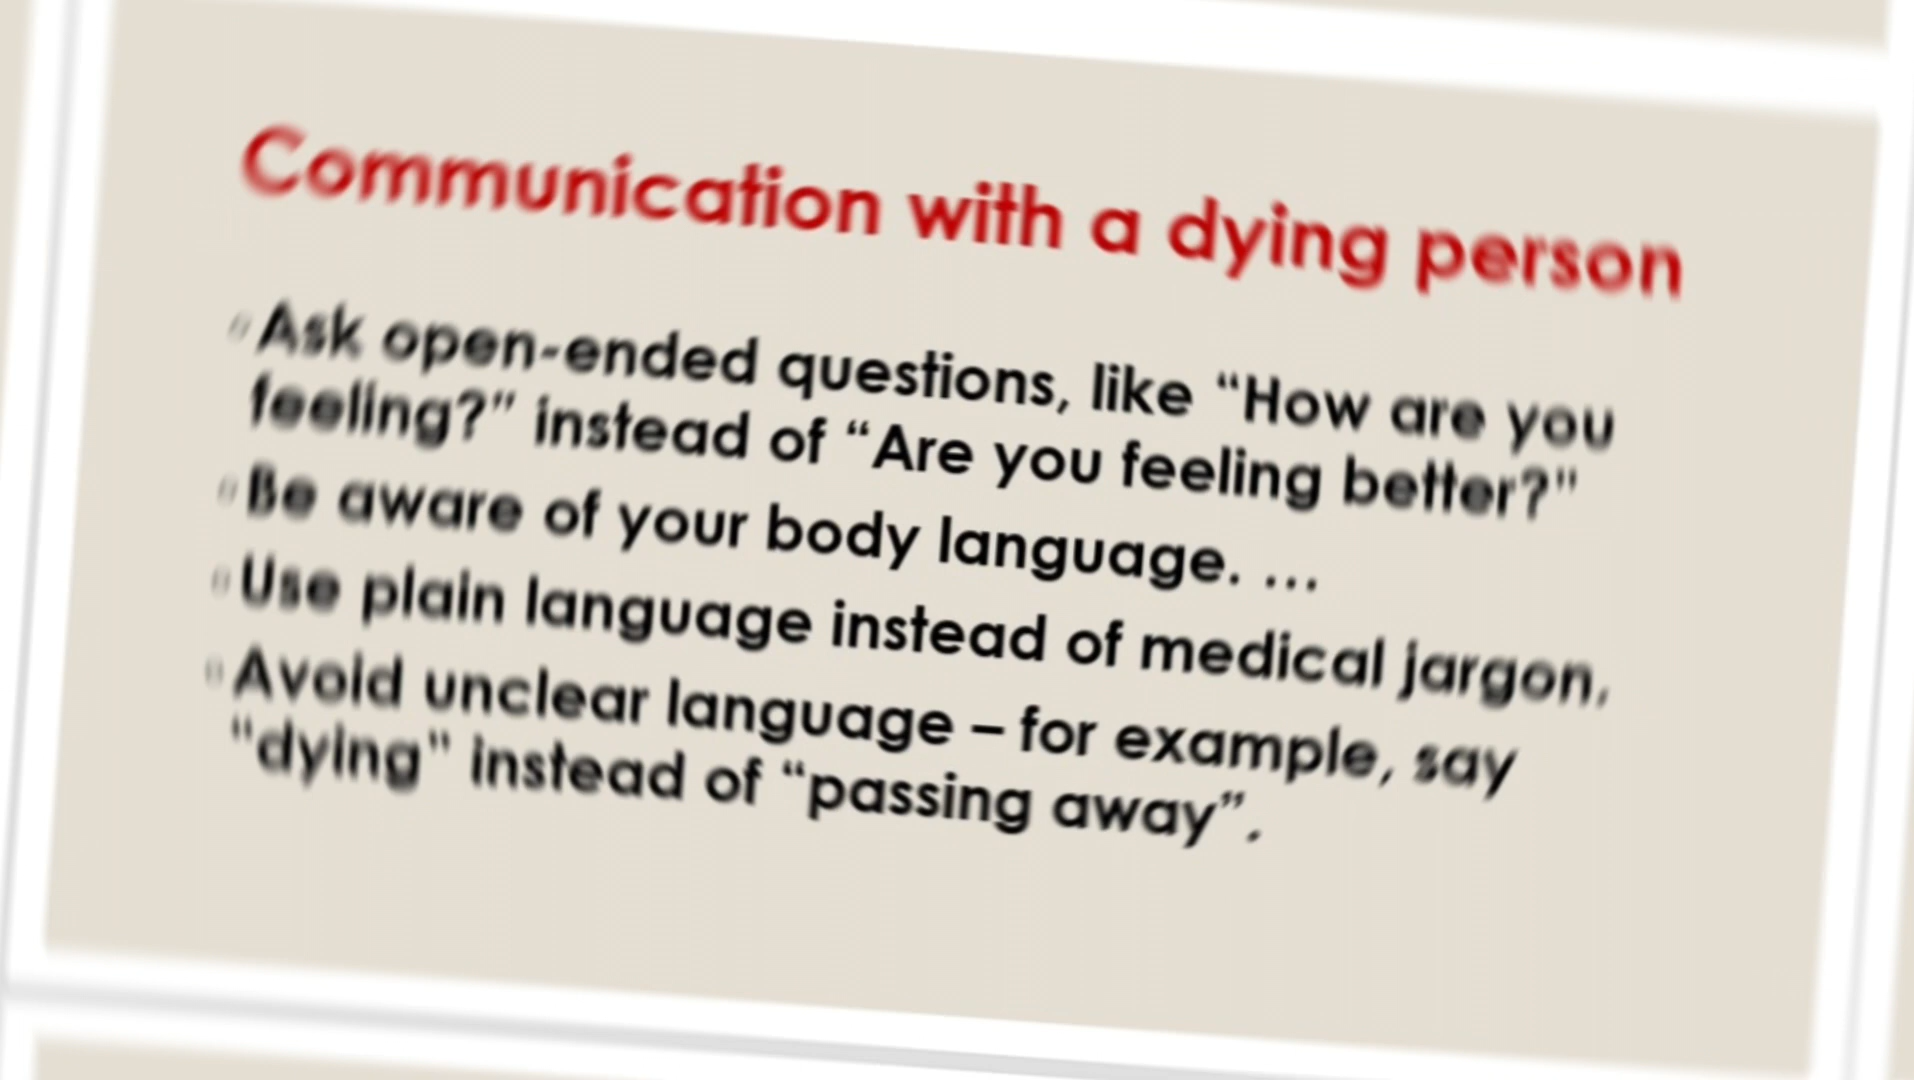 Communication with a dying person
Ask open-ended questions, like “How are you
feeling?” instead of “Are you feeling better?"
Be aware of your body language. ...
Use plain language instead of medical jargon,
Avoid unclear language – for example, say
"dying" instead of “passing away”.